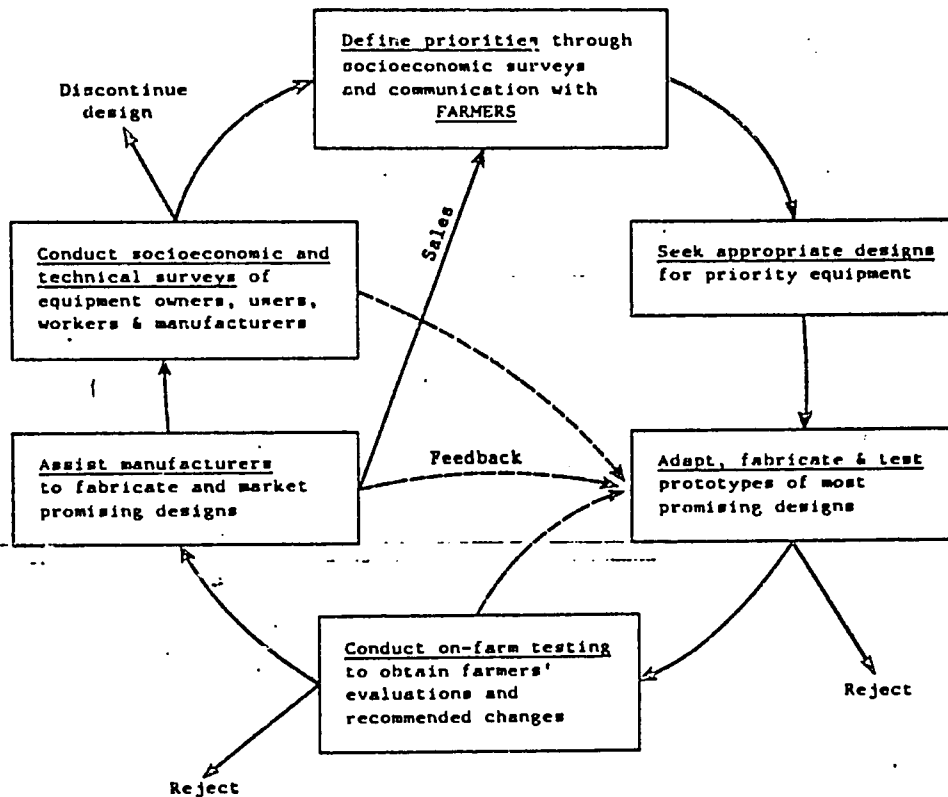 Define priorities through
socioeconomic surveys
and communication with
FARMERS
Discontinue
design
Sales
Conduct socioeconomic and
technical surveys of
equipment owners, users,
workers & manufacturers
Seek appropriate designs
for priority equipment
Assist manufacturers
to fabricate and market
promising designs
Feedback
Adapt, fabricate & test
prototypes of most
promising designs
Conduct on-farm testing
to obtain farmers'
evaluations and
recommended changes
Reject
Reject